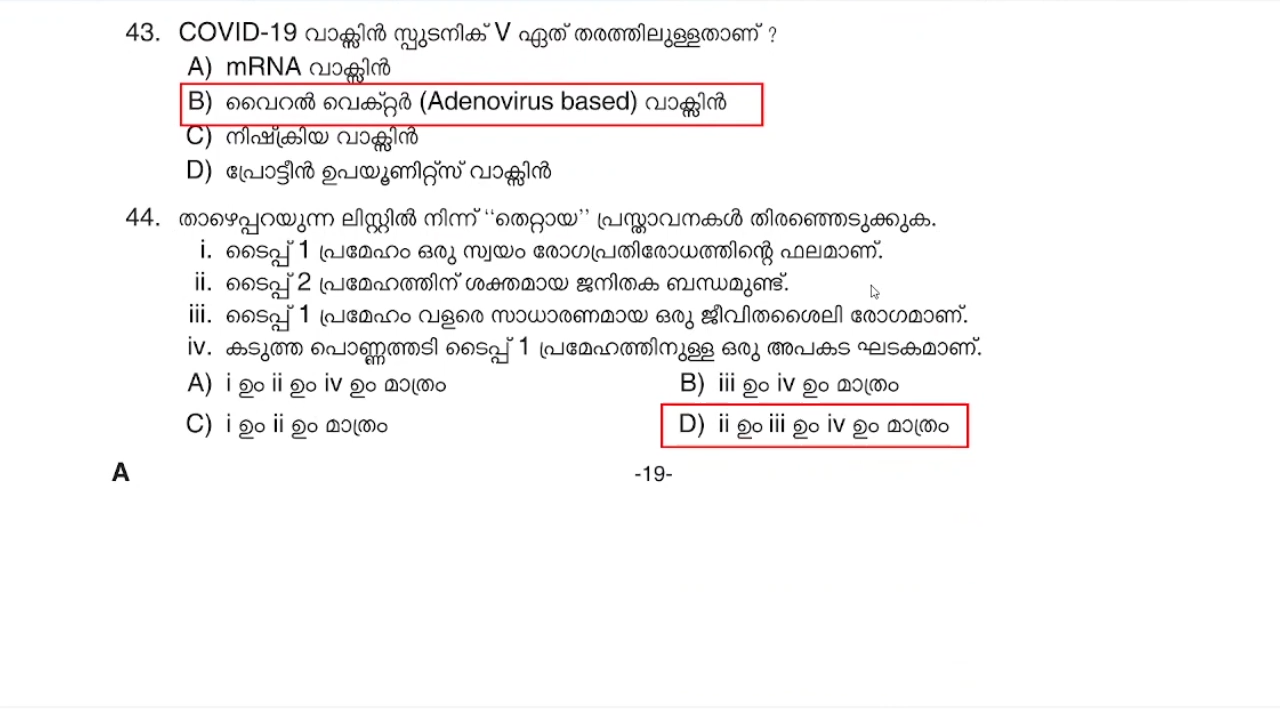 43. COVID-19 വാക്സിൻ സ്പുടനിക് V ഏത് തരത്തിലുള്ളതാണ് ?
A) mRNA വാക്സിൻ
B) വൈറൽ വെക്റ്റർ (Adenovirus based) വാക്സിൻ
C) നിഷ്ക്രിയ വാക്സിൻ
D) പ്രോട്ടീൻ ഉപയൂണിറ്റ്സ് വാക്സിൻ
44. താഴെപ്പറയുന്ന ലിസ്റ്റിൽ നിന്ന് “തെറ്റായ” പ്രസ്താവനകൾ തിരഞ്ഞെടുക്കുക.
i. ടൈപ്പ് 1 പ്രമേഹം ഒരു സ്വയം രോഗപ്രതിരോധത്തിന്റെ ഫലമാണ്.
ii. ടൈപ്പ് 2 പ്രമേഹത്തിന് ശക്തമായ ജനിതക ബന്ധമുണ്ട്.
iii. ടൈപ്പ് 1 പ്രമേഹം വളരെ സാധാരണമായ ഒരു ജീവിതശൈലി രോഗമാണ്.
iv. കടുത്ത പൊണ്ണത്തടി ടൈപ്പ് 1 പ്രമേഹത്തിനുള്ള ഒരു അപകട ഘടകമാണ്.
A) i ഉം ii ഉം iv ഉം മാത്രം B) iii ഉം iv ഉം മാത്രം
C) i ഉം ii ഉം മാത്രം D) ii ഉം iii ഉം iv ഉം മാത്രം
A -19-